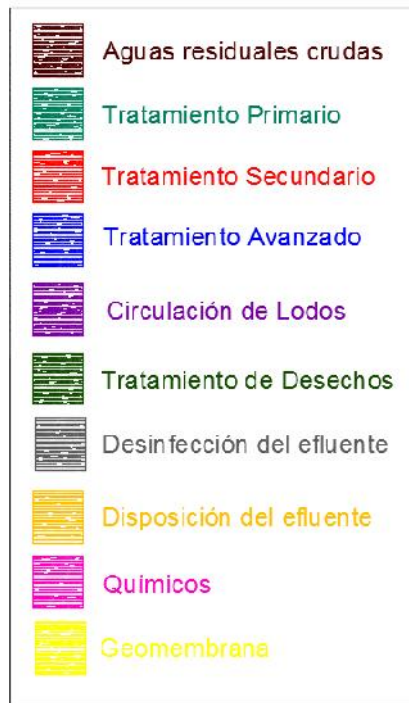 Aguas residuales crudas
Tratamiento Primario
Tratamiento Secundario
Tratamiento Avanzado
Circulación de Lodos
Tratamiento de Desechos
Desinfección del efluente
Disposición del efluente
Químicos
Geomembrana